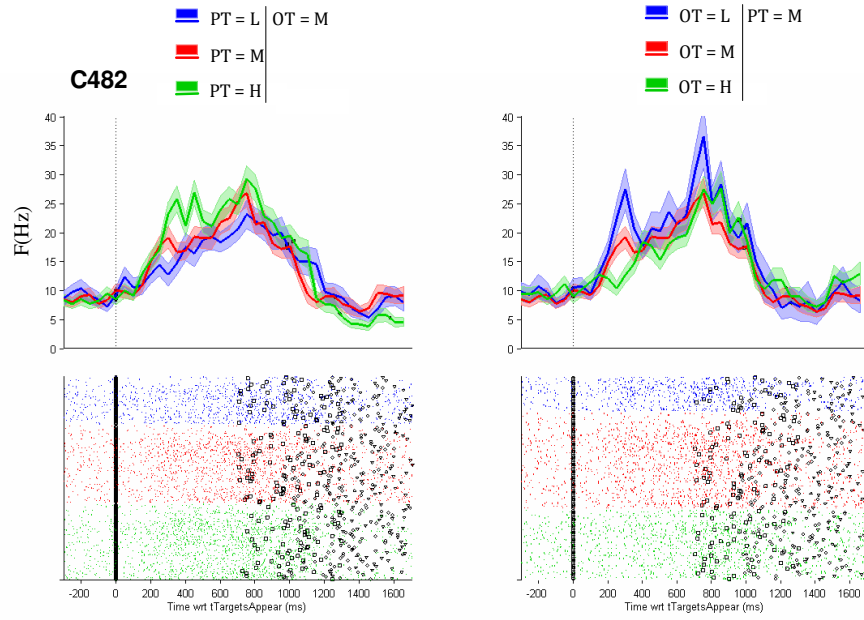 PT = L OT = M
PT = M
PT = H
OT = L PT = M
OT = M
OT = H
C482
F(Hz)
40
35
30
25
20
15
10
5
0
40
35
30
25
20
15
10
5
0
-200 0 200 400 600 800 1000 1200 1400 1600
Time wrt tTargetsAppear (ms)
-200 0 200 400 600 800 1000 1200 1400 1600
Time wrt tTargetsAppear (ms)